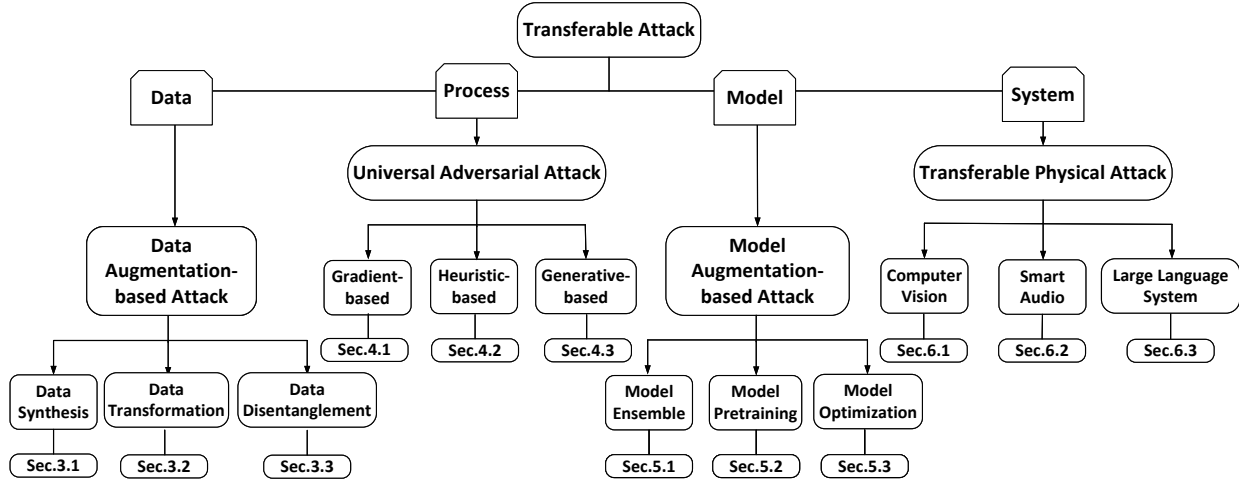 Transferable Attack
Data
Process
Model
System
Universal Adversarial Attack
Transferable Physical Attack
Data
Augmentation-
based Attack
Gradient-
based
Heuristic-
based
Generative-
based
Model
Augmentation-
based Attack
Computer
Vision
Smart
Audio
Large Language
System
Sec.4.1
Sec.4.2
Sec.4.3
Sec.6.1
Sec.6.2
Sec.6.3
Data
Synthesis
Data
Transformation
Data
Disentanglement
Model
Ensemble
Model
Pretraining
Model
Optimization
Sec.3.1
Sec.3.2
Sec.3.3
Sec.5.1
Sec.5.2
Sec.5.3